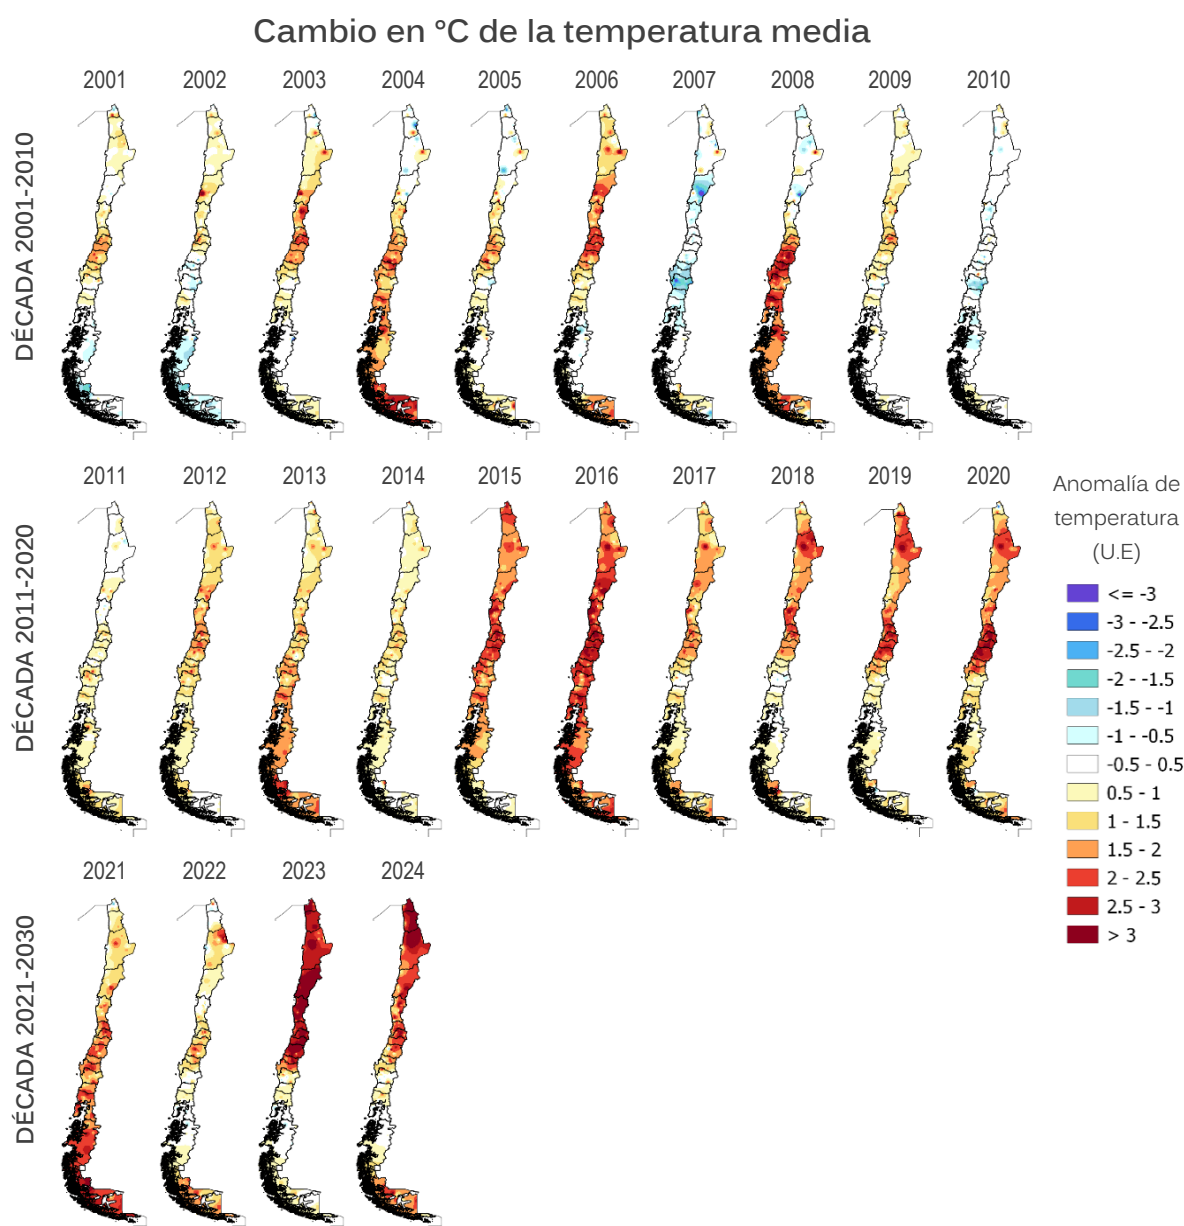 Cambio en °C de la temperatura media
2001 2002 2003 2004 2005 2006 2007 2008 2009 2010
DÉCADA 2001-2010
2011 2012 2013 2014 2015 2016 2017 2018 2019 2020
DÉCADA 2011-2020
Anomalía de
temperatura
(U.E)
<= -3
-3 - -2.5
-2.5 - -2
-2 - -1.5
-1.5 - -1
-1 - -0.5
-0.5 - 0.5
0.5 - 1
1 - 1.5
1.5 - 2
2 - 2.5
2.5 - 3
> 3
2021 2022 2023 2024
DÉCADA 2021-2030